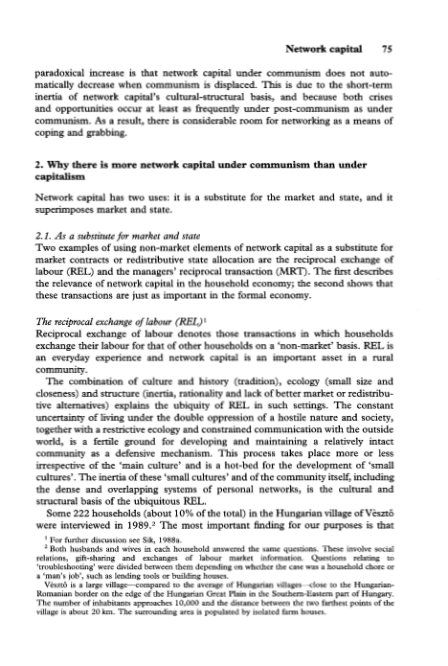 Network capital 75
paradoxical increase is that network capital under communism does not auto-
matically decrease when communism is displaced. This is due to the short-term
inertia of network capital's cultural-structural basis, and because both crises
and opportunities occur at least as frequently under post-communism as under
communism. As a result, there is considerable room for networking as a means of
coping and grabbing.
2. Why there is more network capital under communism than under
capitalism
Network capital has two uses: it is a substitute for the market and state, and it
superimposes market and state.
2.1. As a substitute for market and state
Two examples of using non-market elements of network capital as a substitute for
market contracts or redistributive state allocation are the reciprocal exchange of
labour (REL) and the managers' reciprocal transaction (MRT). The first describes
the relevance of network capital in the household economy; the second shows that
these transactions are just as important in the formal economy.
The reciprocal exchange of labour (REL)¹
Reciprocal exchange of labour denotes those transactions in which households
exchange their labour for that of other households on a 'non-market' basis. REL is
an everyday experience and network capital is an important asset in a rural
community.
The combination of culture and history (tradition), ecology (small size and
closeness) and structure (inertia, rationality and lack of better market or redistribu-
tive alternatives) explains the ubiquity of REL in such settings. The constant
uncertainty of living under the double oppression of a hostile nature and society,
together with a restrictive ecology and constrained communication with the outside
world, is a fertile ground for developing and maintaining a relatively intact
community as a defensive mechanism. This process takes place more or less
irrespective of the 'main culture' and is a hot-bed for the development of 'small
cultures'. The inertia of these 'small cultures' and of the community itself, including
the dense and overlapping systems of personal networks, is the cultural and
structural basis of the ubiquitous REL.
Some 222 households (about 10% of the total) in the Hungarian village of Vésztő
were interviewed in 1989.² The most important finding for our purposes is that
¹ For further discussion see Sik, 1988a.
² Both husbands and wives in each household answered the same questions. These involve social
relations, gift-sharing and exchanges of labour market information. Questions relating to
'troubleshooting' were divided between them depending on whether the case was a household chore or
a 'man's job', such as lending tools or building houses.
Vésztő is a large village—compared to the average of Hungarian villages—close to the Hungarian-
Romanian border on the edge of the Hungarian Great Plain in the Southern-Eastern part of Hungary.
The number of inhabitants approaches 10,000 and the distance between the two farthest points of the
village is about 20 km. The surrounding area is populated by isolated farm houses.